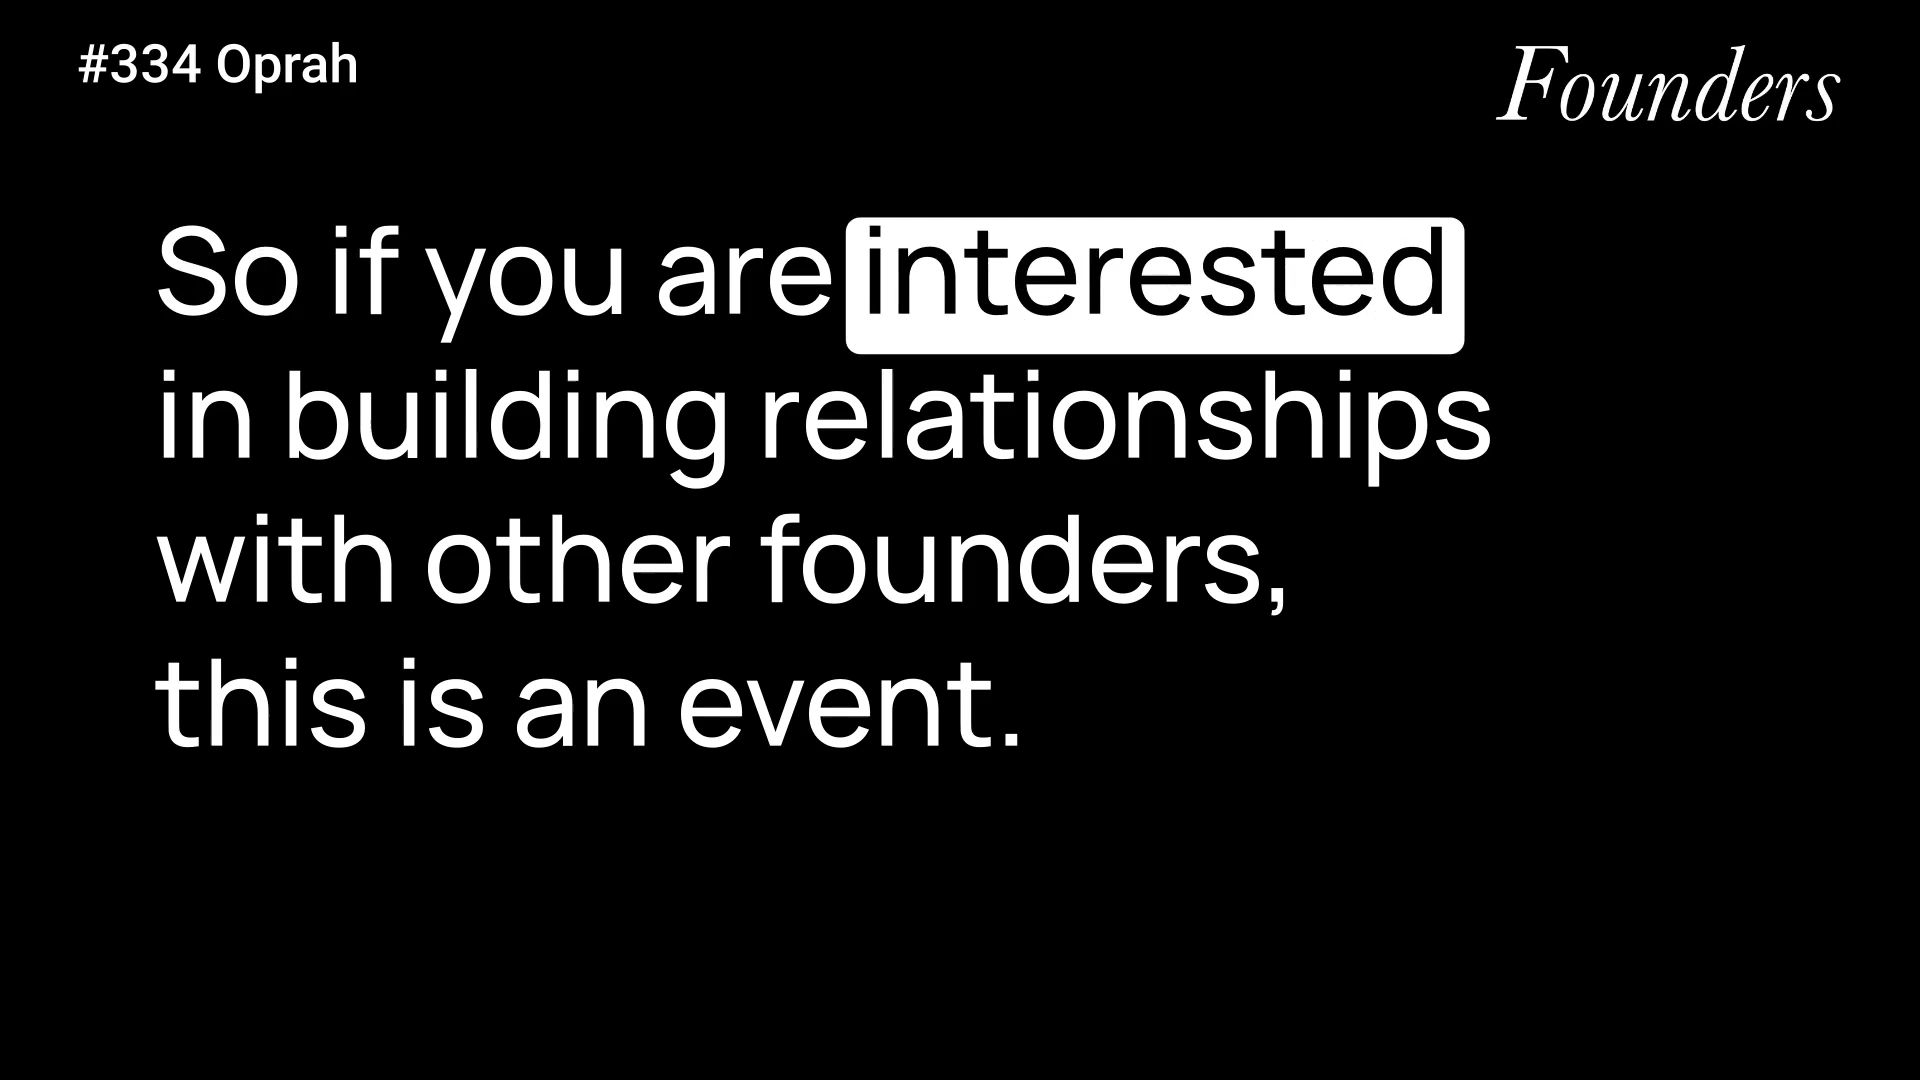 #334 Oprah
Founders
So if you are interested
in building relationships
with other founders,
this is an event.